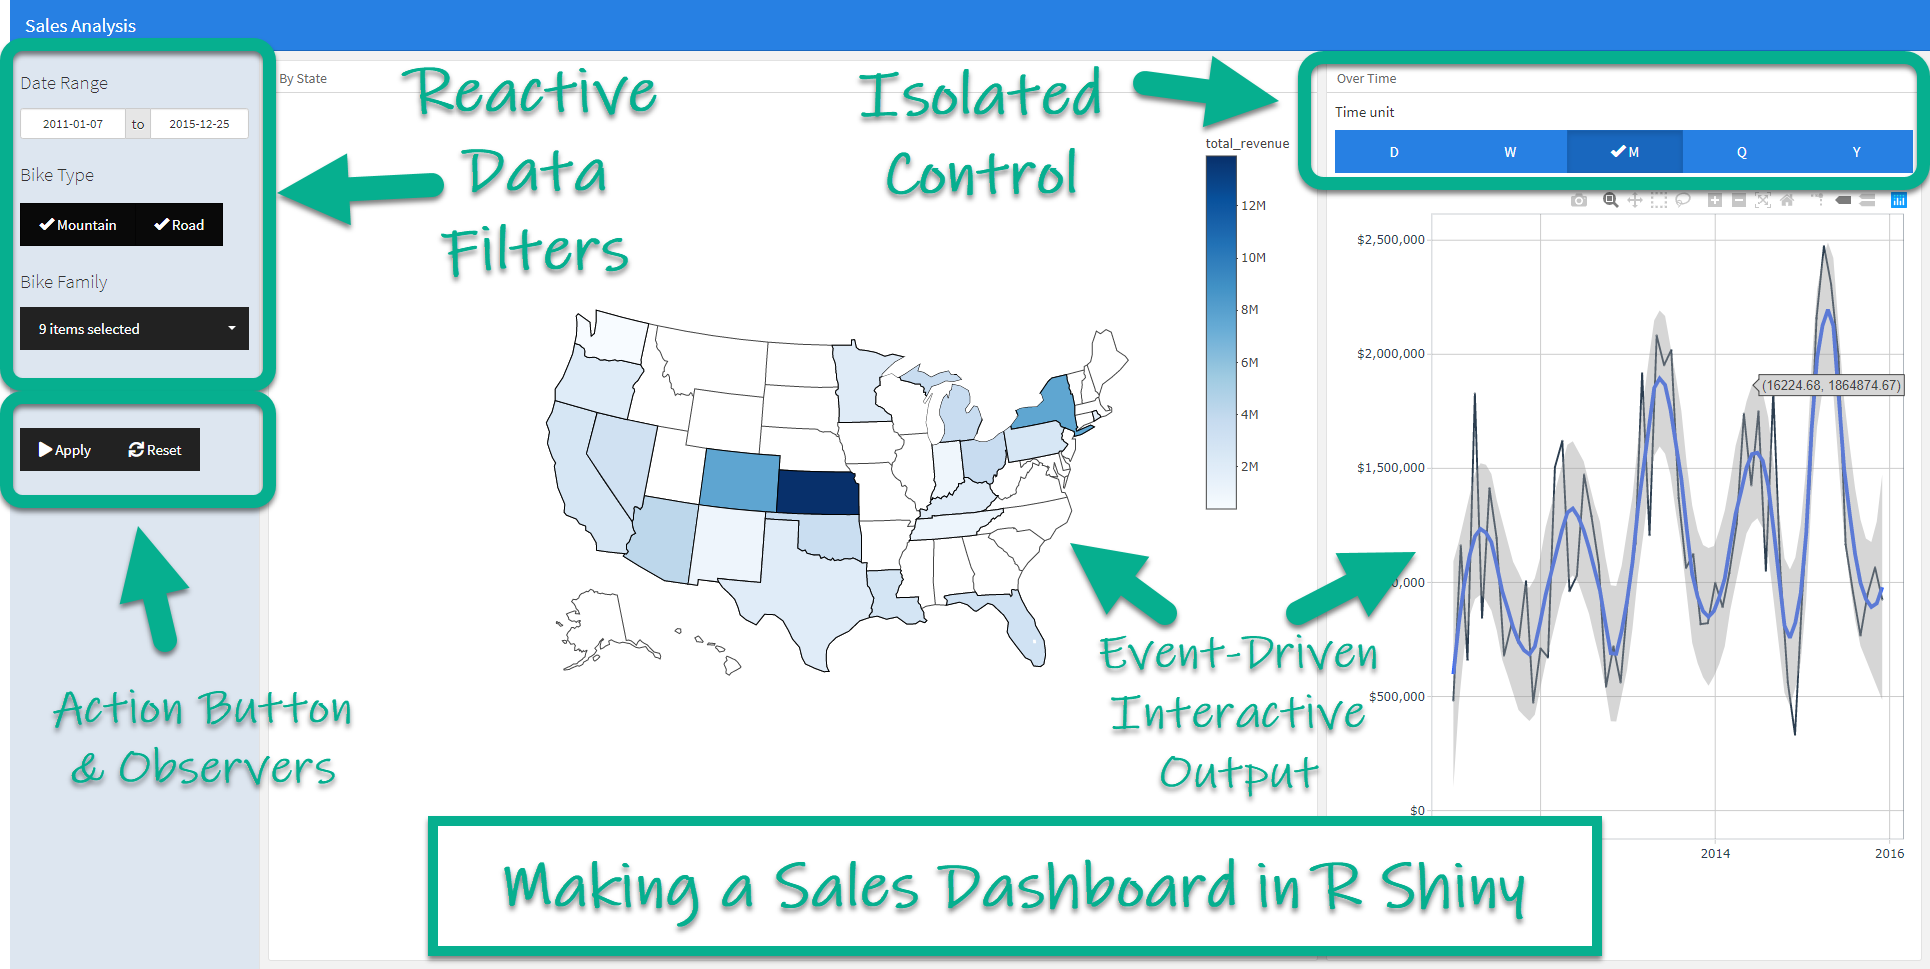 Sales Analysis
Date Range
2011-01-07 to 2015-12-25
Bike Type
Mountain Road
Bike Family
9 items selected
Apply Reset
Action Button
& Observers
By State
Reactive
Data
Filters
Isolated
Control
total_revenue
12M
10M
8M
6M
4M
2M
Over Time
Time unit
D W M Q Y
$2,500,000
$2,000,000
(16224.68, 1864874.67)
$1,500,000
0,000
$500,000
$0
2014 2016
Event-Driven
Interactive
Output
Making a Sales Dashboard in R Shiny